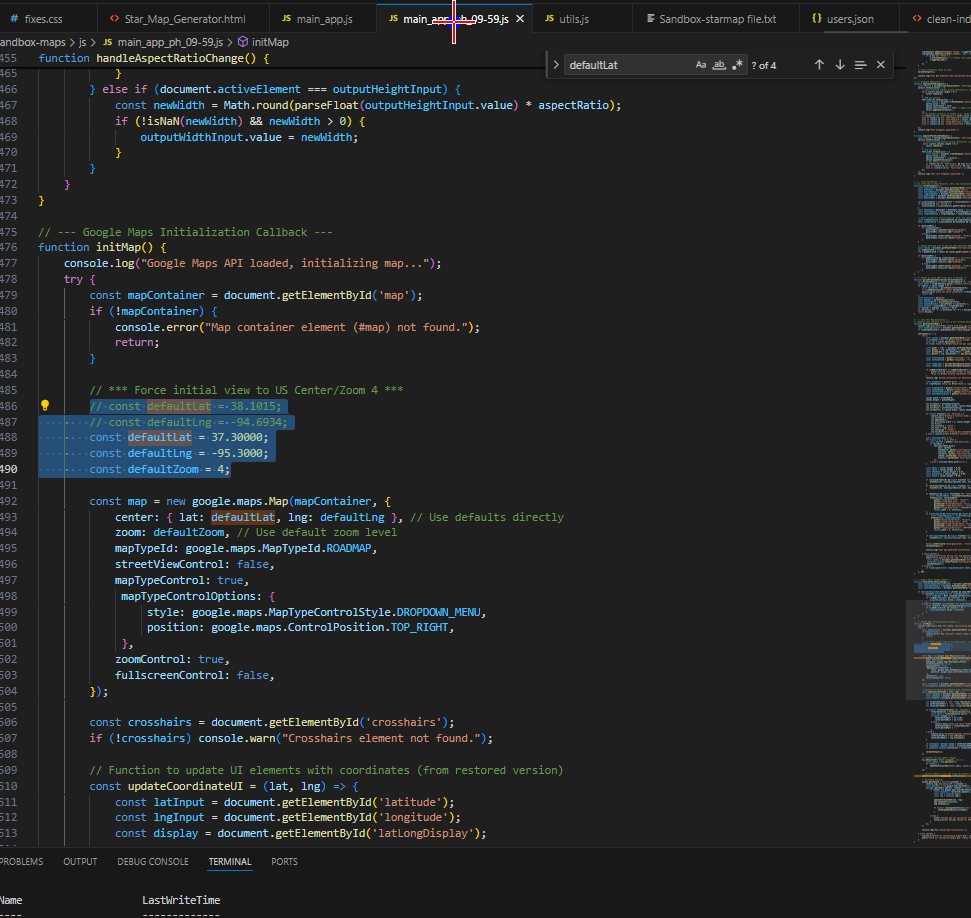 # fixes.css
<> Star_Map_Generator.html
JS main_app.js
JS main_app_ph_09-59.js ×
JS utils.js
Sandbox-starmap file.txt
{} users.json
<> clean-ind
andbox-maps > js > JS main_app_ph_09-59.js > initMap
defaultLat Aa ab .* ? of 4
455 function handleAspectRatioChange() {
465 }
466 } else if (document.activeElement === outputHeightInput) {
467 const newWidth = Math.round(parseFloat(outputHeightInput.value) * aspectRatio);
468 if (!isNaN(newWidth) && newWidth > 0) {
469 outputWidthInput.value = newWidth;
470 }
471 }
472 }
473 }
474
475 // --- Google Maps Initialization Callback ---
476 function initMap() {
477 console.log("Google Maps API loaded, initializing map...");
478 try {
479 const mapContainer = document.getElementById('map');
480 if (!mapContainer) {
481 console.error("Map container element (#map) not found.");
482 return;
483 }
484
485 // *** Force initial view to US Center/Zoom 4 ***
486 // const defaultLat = 38.1015;
487 // const defaultLng = -94.6934;
488 const defaultLat = 37.30000;
489 const defaultLng = -95.3000;
490 const defaultZoom = 4;
491
492 const map = new google.maps.Map(mapContainer, {
493 center: { lat: defaultLat, lng: defaultLng }, // Use defaults directly
494 zoom: defaultZoom, // Use default zoom level
495 mapTypeId: google.maps.MapTypeId.ROADMAP,
496 streetViewControl: false,
497 mapTypeControl: true,
498 mapTypeControlOptions: {
499 style: google.maps.MapTypeControlStyle.DROPDOWN_MENU,
500 position: google.maps.ControlPosition.TOP_RIGHT,
501 },
502 zoomControl: true,
503 fullscreenControl: false,
504 });
505
506 const crosshairs = document.getElementById('crosshairs');
507 if (!crosshairs) console.warn("Crosshairs element not found.");
508
509 // Function to update UI elements with coordinates (from restored version)
510 const updateCoordinateUI = (lat, lng) => {
511 const latInput = document.getElementById('latitude');
512 const lngInput = document.getElementById('longitude');
513 const display = document.getElementById('latLongDisplay');
PROBLEMS OUTPUT DEBUG CONSOLE TERMINAL PORTS
Name LastWriteTime
---- -------------